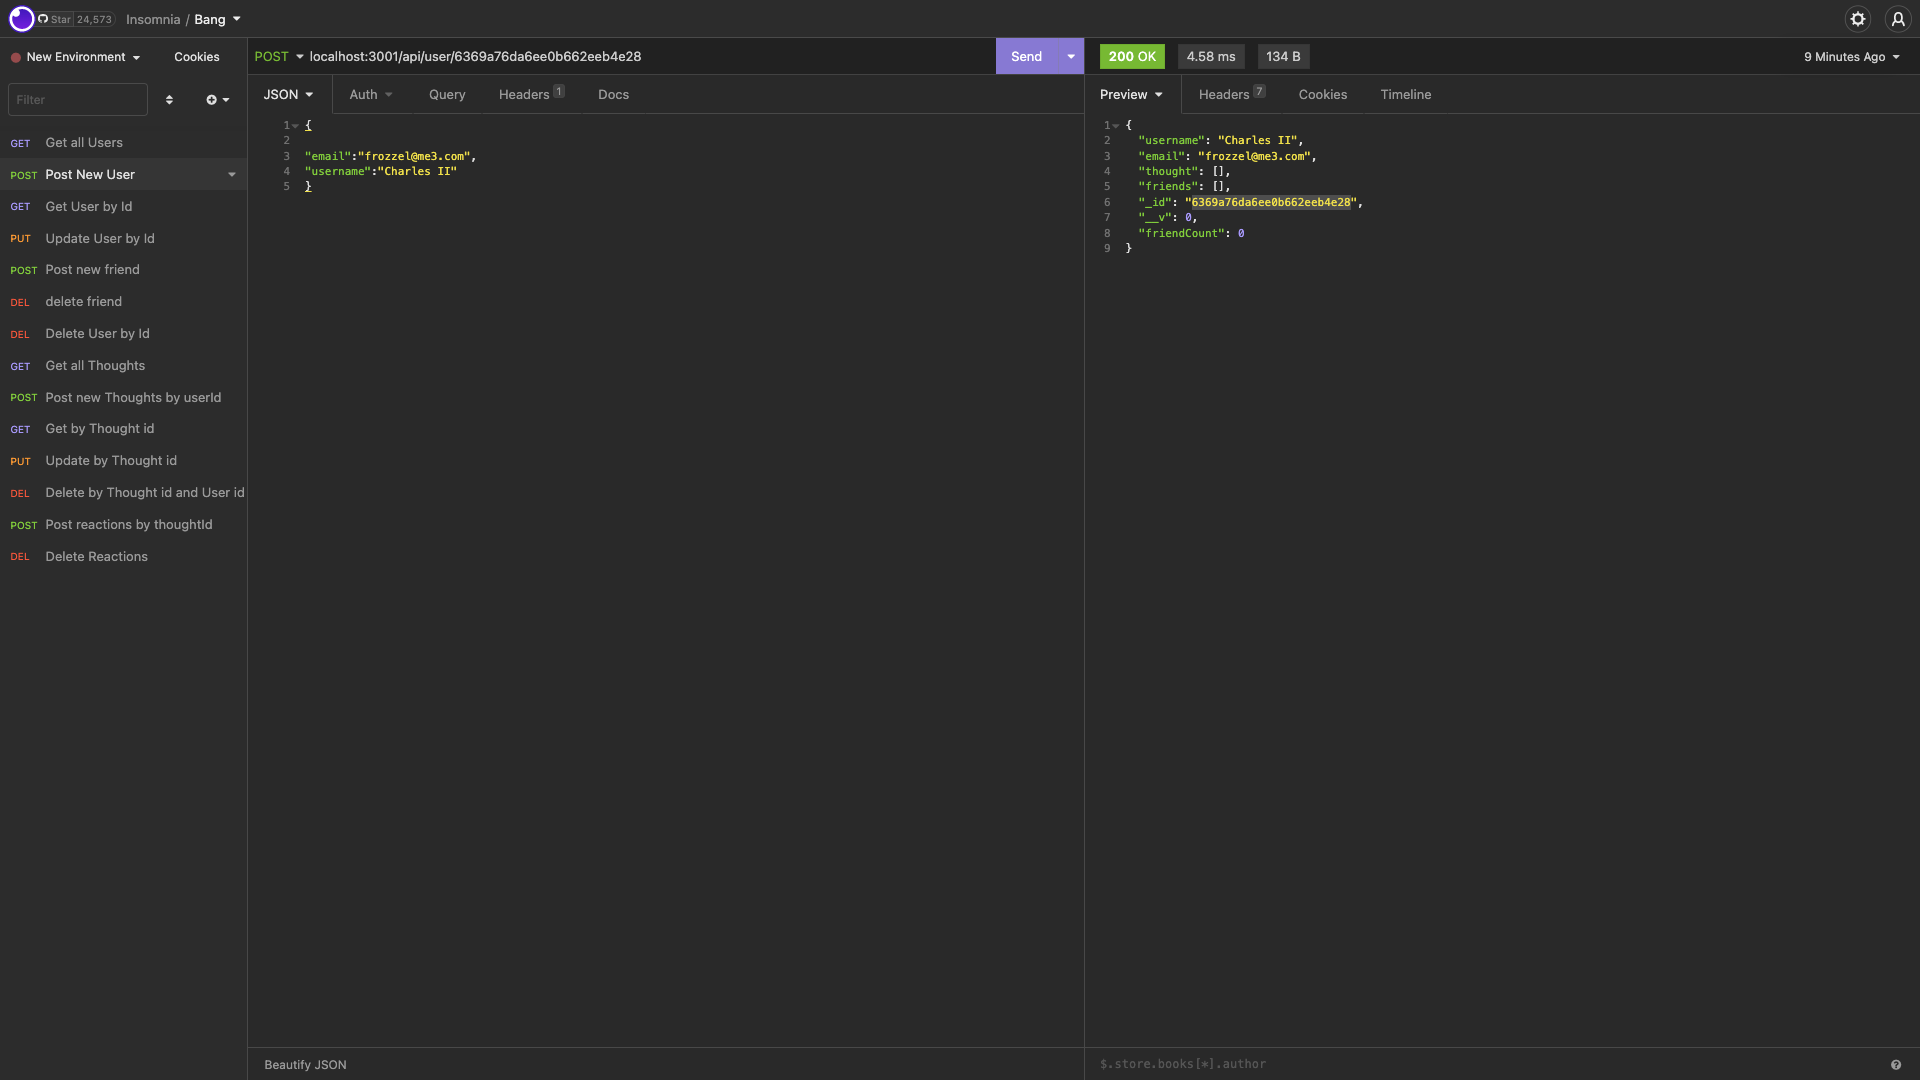 Star 24,573 Insomnia / Bang
New Environment Cookies
Filter
GET Get all Users
POST Post New User
GET Get User by Id
PUT Update User by Id
POST Post new friend
DEL delete friend
DEL Delete User by Id
GET Get all Thoughts
POST Post new Thoughts by userId
GET Get by Thought id
PUT Update by Thought id
DEL Delete by Thought id and User id
POST Post reactions by thoughtId
DEL Delete Reactions
POST localhost:3001/api/user/6369a76da6ee0b662eeb4e28 Send
JSON Auth Query Headers 1 Docs
1 {
2
3 "email":"frozzel@me3.com",
4 "username":"Charles II"
5 }
Beautify JSON
200 OK 4.58 ms 134 B 9 Minutes Ago
Preview Headers 7 Cookies Timeline
1 {
2 "username": "Charles II",
3 "email": "frozzel@me3.com",
4 "thought": [],
5 "friends": [],
6 "_id": "6369a76da6ee0b662eeb4e28",
7 "__v": 0,
8 "friendCount": 0
9 }
$.store.books[*].author ?